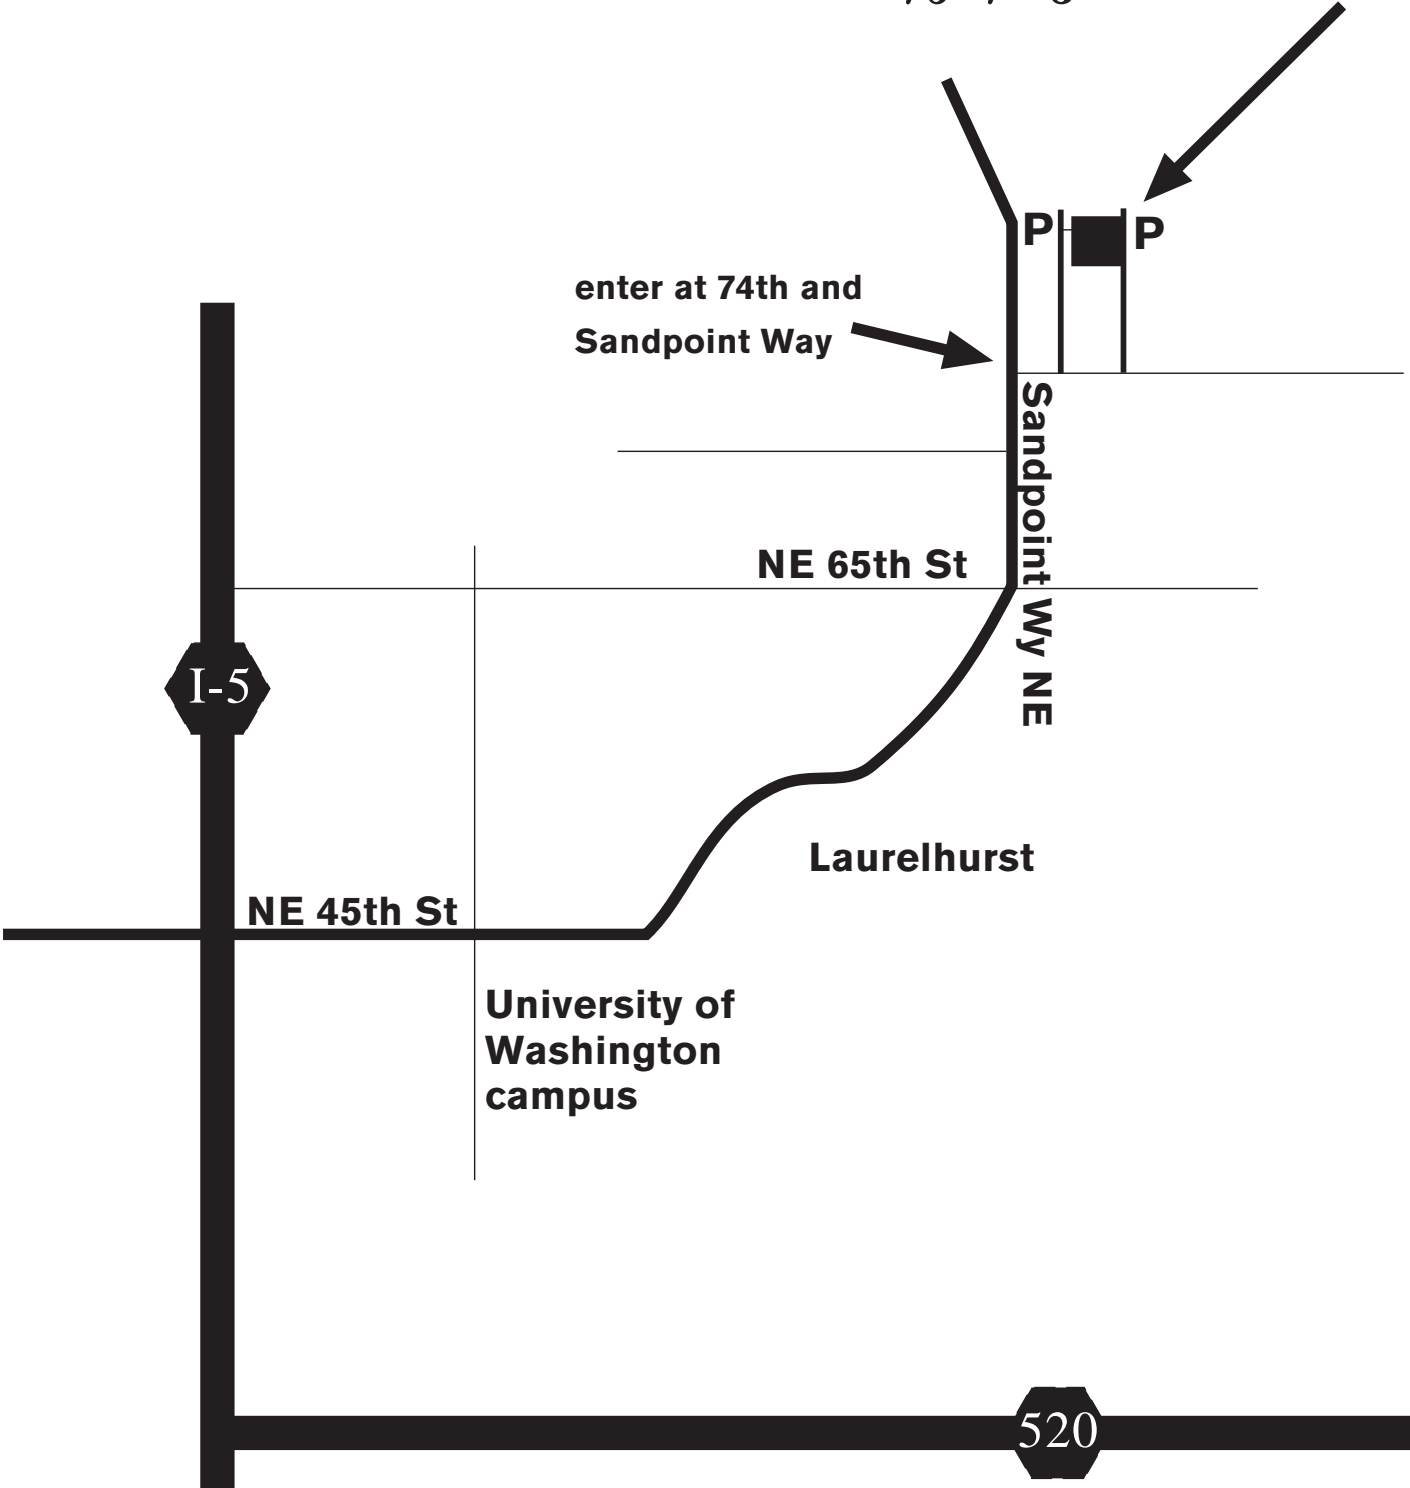 P
P
enter at 74th and
Sandpoint Way
Sandpoint Wy NE
NE 65th St
I-5
Laurelhurst
NE 45th St
University of
Washington
campus
520